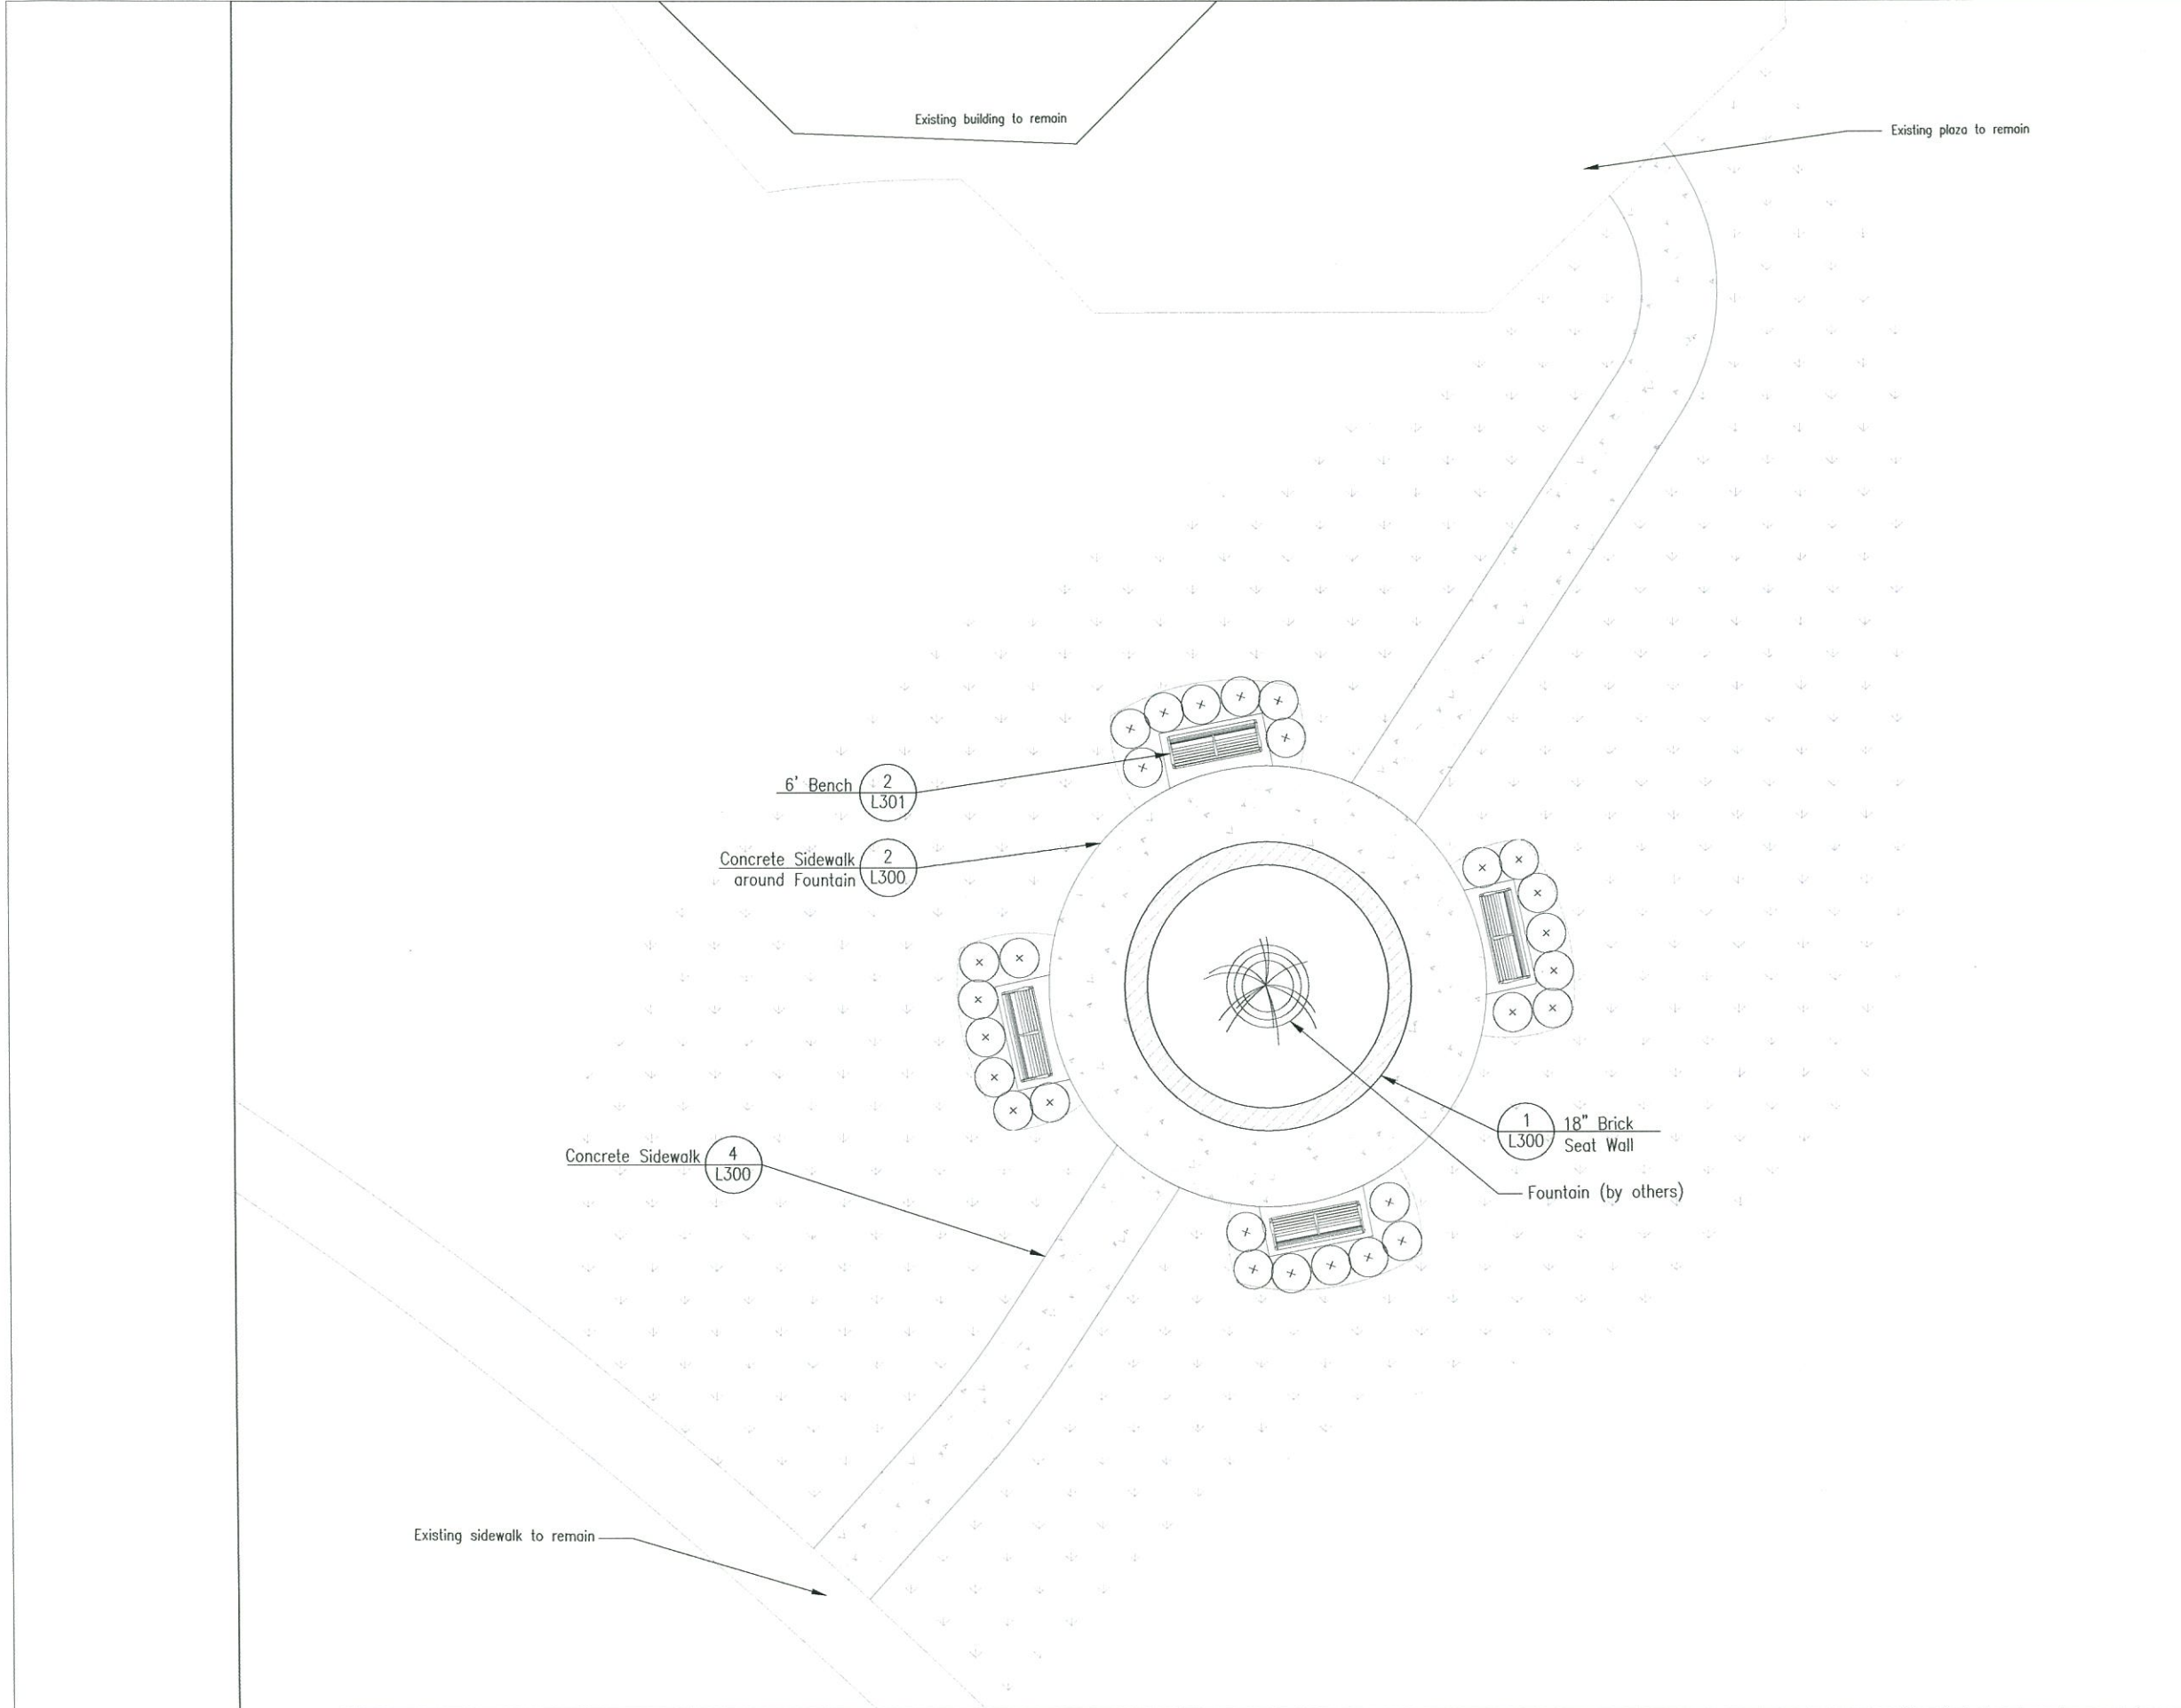 Existing building to remain
Existing plaza to remain
6' Bench
2
L301
Concrete Sidewalk
around Fountain
2
L300
1
L300
18" Brick
Seat Wall
Concrete Sidewalk
4
L300
Fountain (by others)
Existing sidewalk to remain